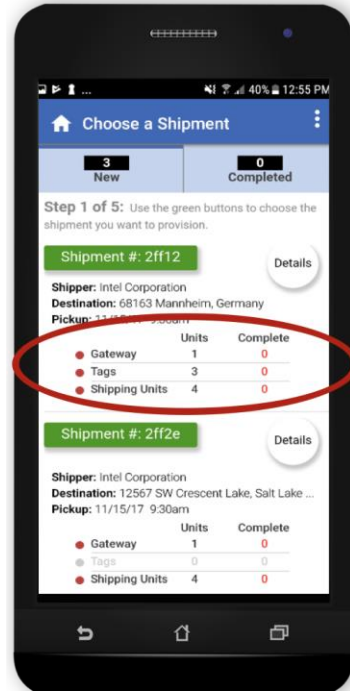 ... 40% 12:55 PM
Choose a Shipment
3 0
New Completed
Step 1 of 5: Use the green buttons to choose the
shipment you want to provision.
Shipment #: 2ff12 Details
Shipper: Intel Corporation
Destination: 68163 Mannheim, Germany
Pickup: 9:30am
Units Complete
Gateway 1 0
Tags 3 0
Shipping Units 4 0
Shipment #: 2ff2e Details
Shipper: Intel Corporation
Destination: 12567 SW Crescent Lake, Salt Lake ...
Pickup: 11/15/17 9:30am
Units Complete
Gateway 1 0
Tags 0 0
Shipping Units 4 0